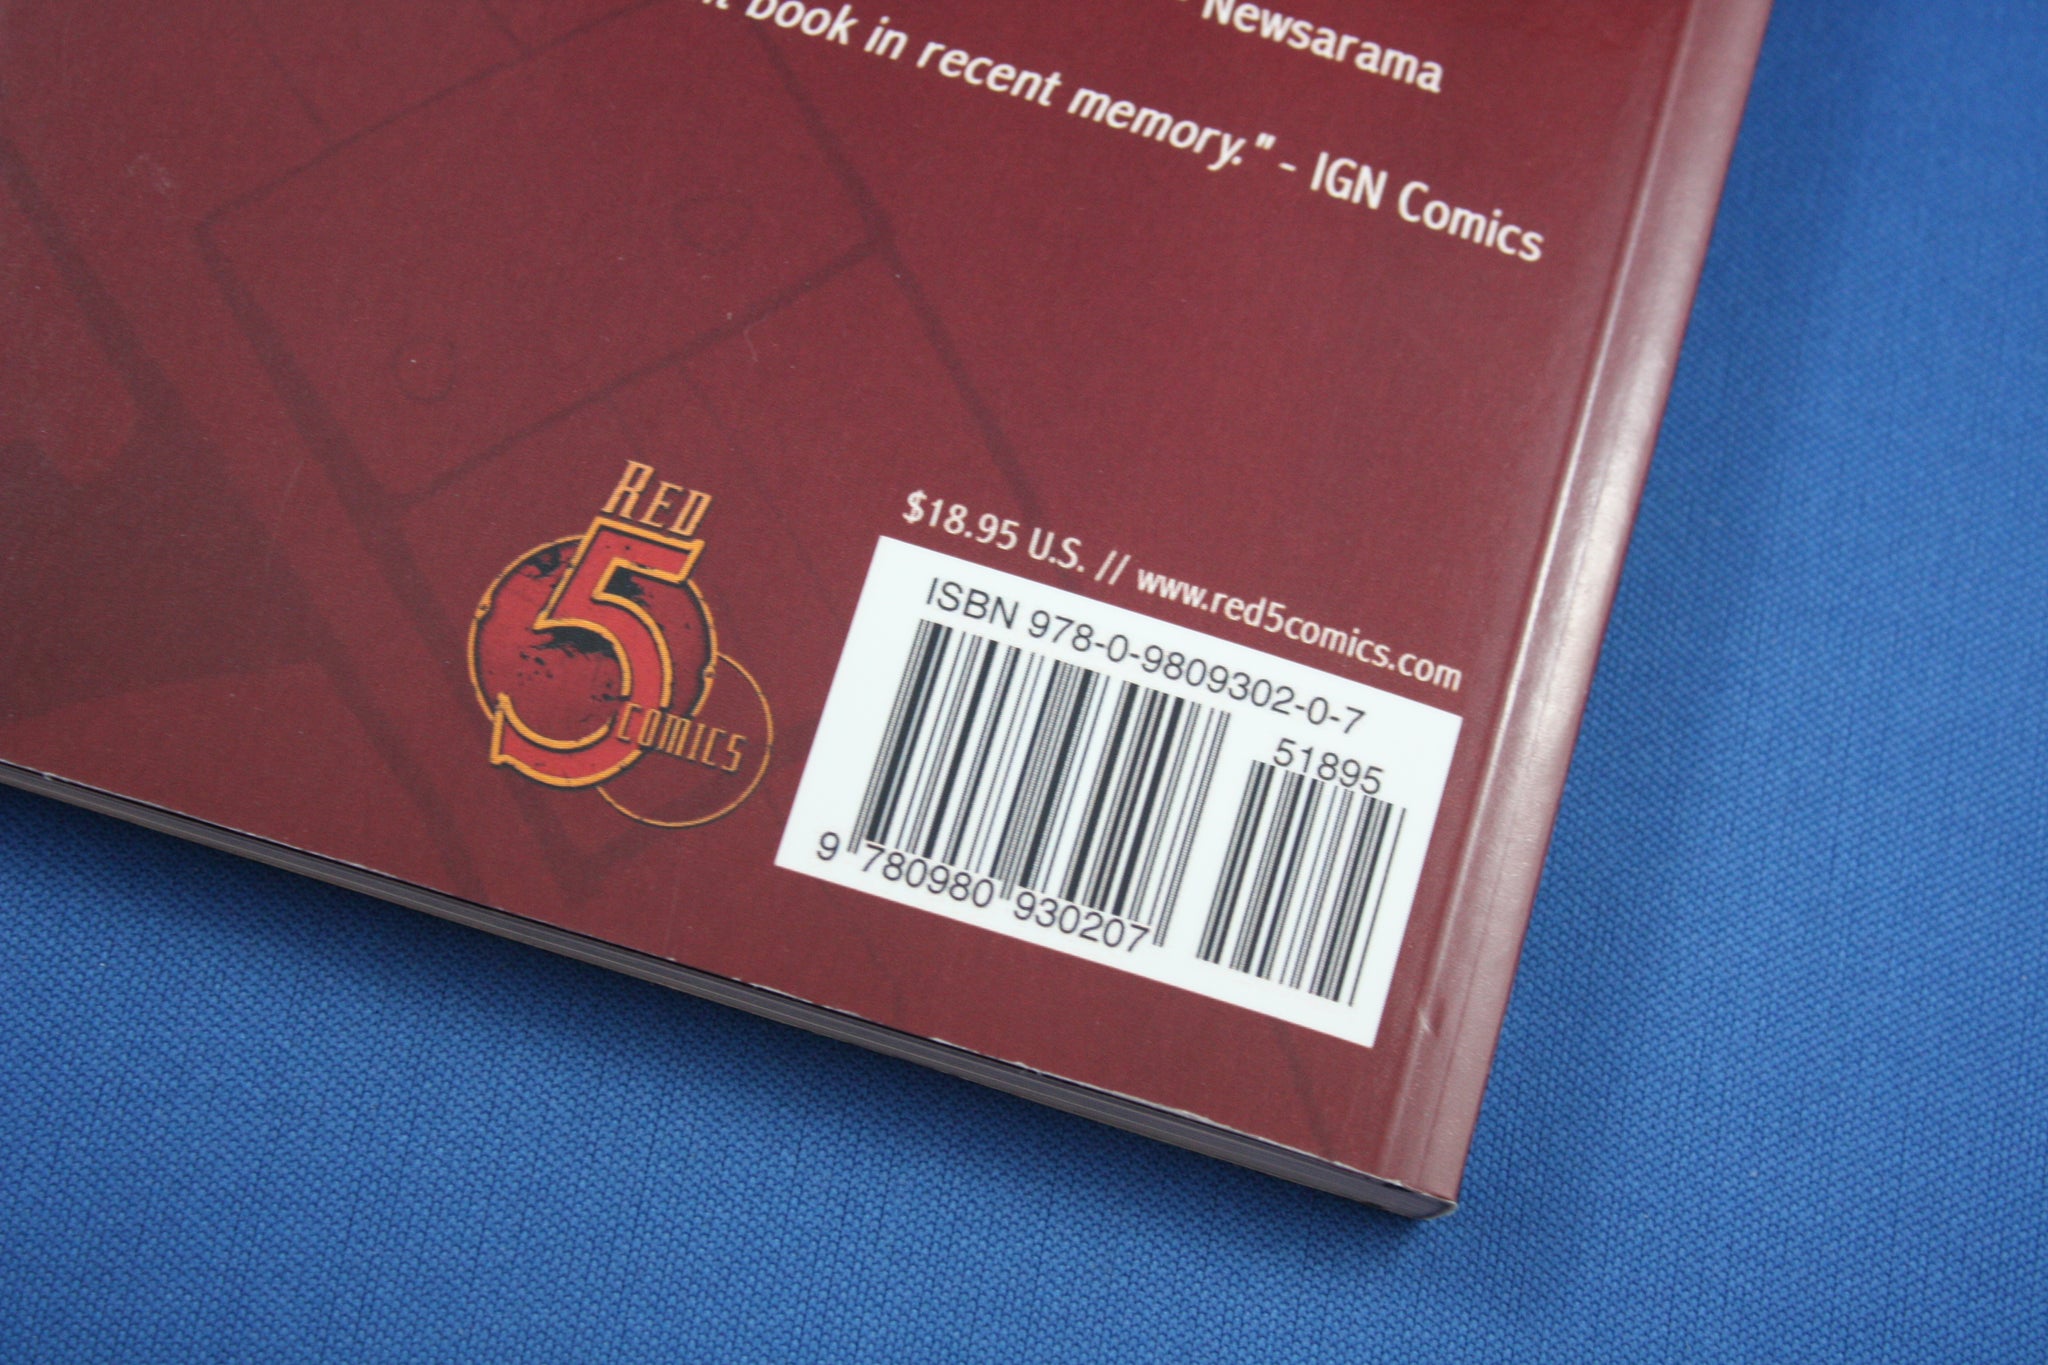 Newsarama
book in recent memory." - IGN Comics
RED
5
COMICS
$18.95 U.S. // www.red5comics.com
ISBN 978-0-9809302-0-7
51895
9 780980 930207